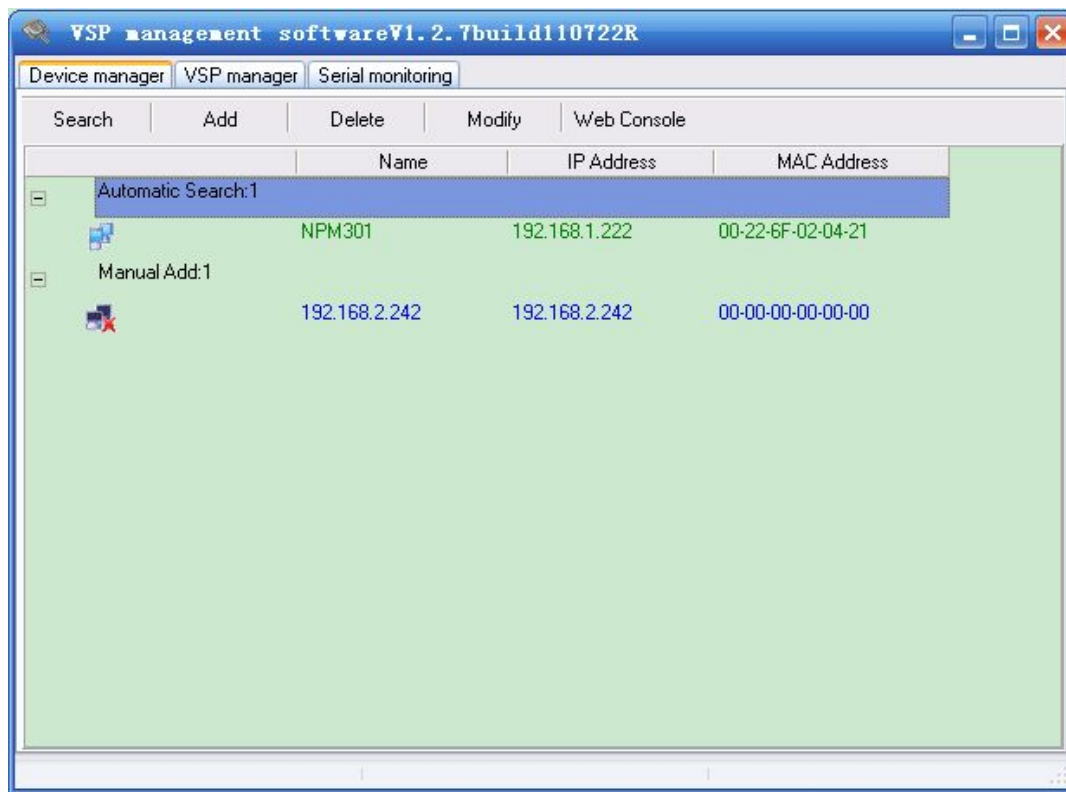 VSP management softwareV1.2.7build110722R
Device manager VSP manager Serial monitoring
Search Add Delete Modify Web Console
Name IP Address MAC Address
Automatic Search:1
NPM301 192.168.1.222 00-22-6F-02-04-21
Manual Add:1
192.168.2.242 192.168.2.242 00-00-00-00-00-00